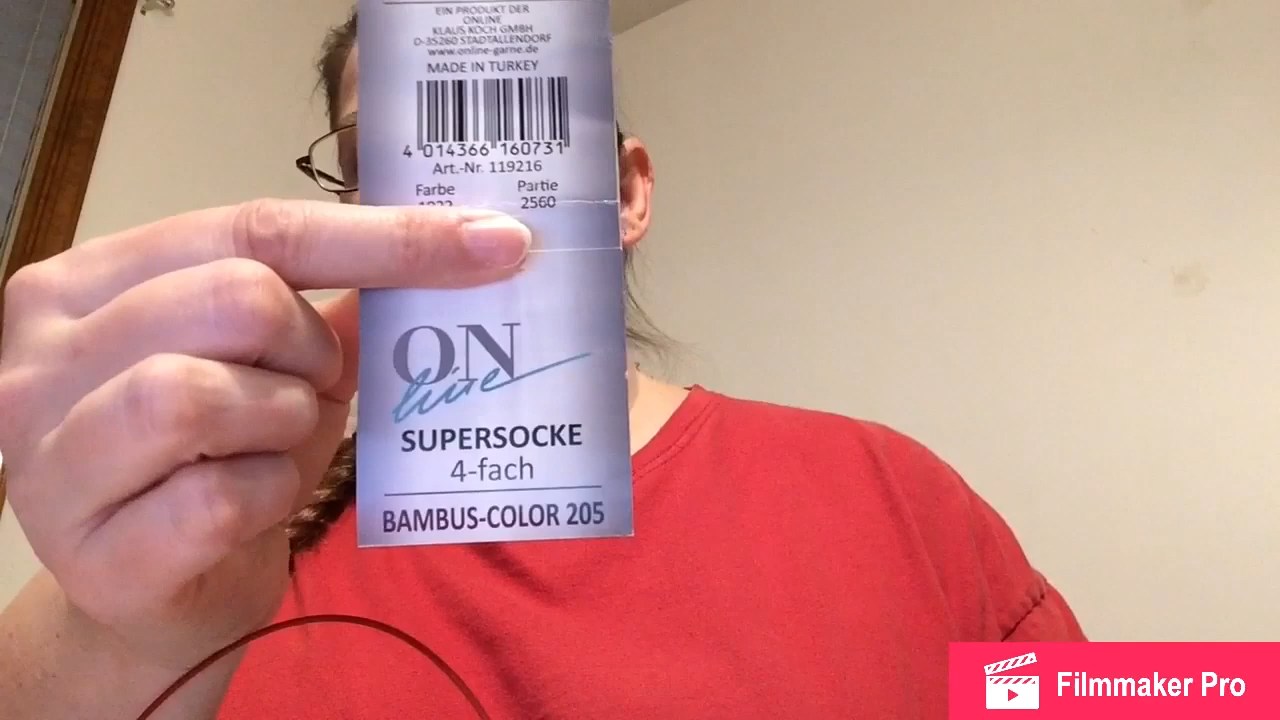 EIN PRODUKT DER
ONLINE
KLAUS KOCH GMBH
D-35260 STADTALLENDORF
www.online-garne.de
MADE IN TURKEY
4 014366 160731
Art.-Nr. 119216
Farbe Partie
2560
ON
line
SUPERSOCKE
4-fach
BAMBUS-COLOR 205
Filmmaker Pro